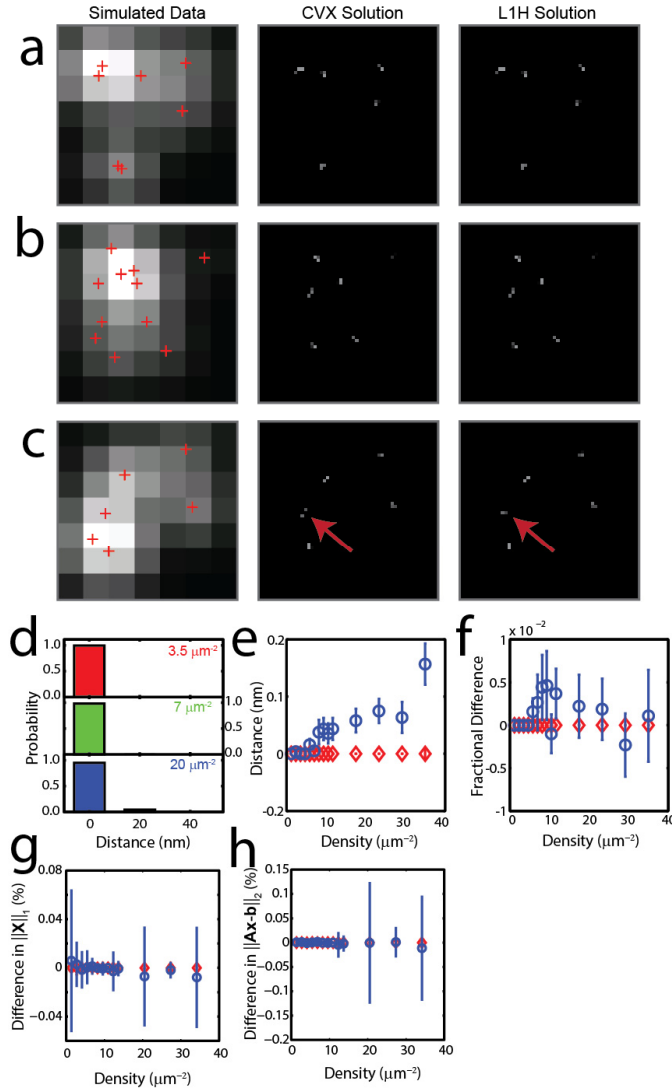 Simulated Data CVX Solution L1H Solution
a
b
c
d
1.0
0.5
0.0
3.5 μm-2
1.0
0.5
0.0
7 μm-2
1.0
0.5
0.0
20 μm-2
Probability
0 20 40
Distance (nm)
e
0.2
0.1
0
-0.2
Distance (nm)
0 10 20 30 40
Density (μm-2)
f
1 × 10-2
0.5
0
-1
Fractional Difference
0 10 20 30 40
Density (μm-2)
g
0.08
0.04
0
-0.04
Difference in ||X||1 (%)
0 10 20 30 40
Density (μm-2)
h
0.15
0.1
0.05
0
-0.05
-0.1
-0.15
-0.2
Difference in ||Ax-b||2 (%)
0 10 20 30 40
Density (μm-2)